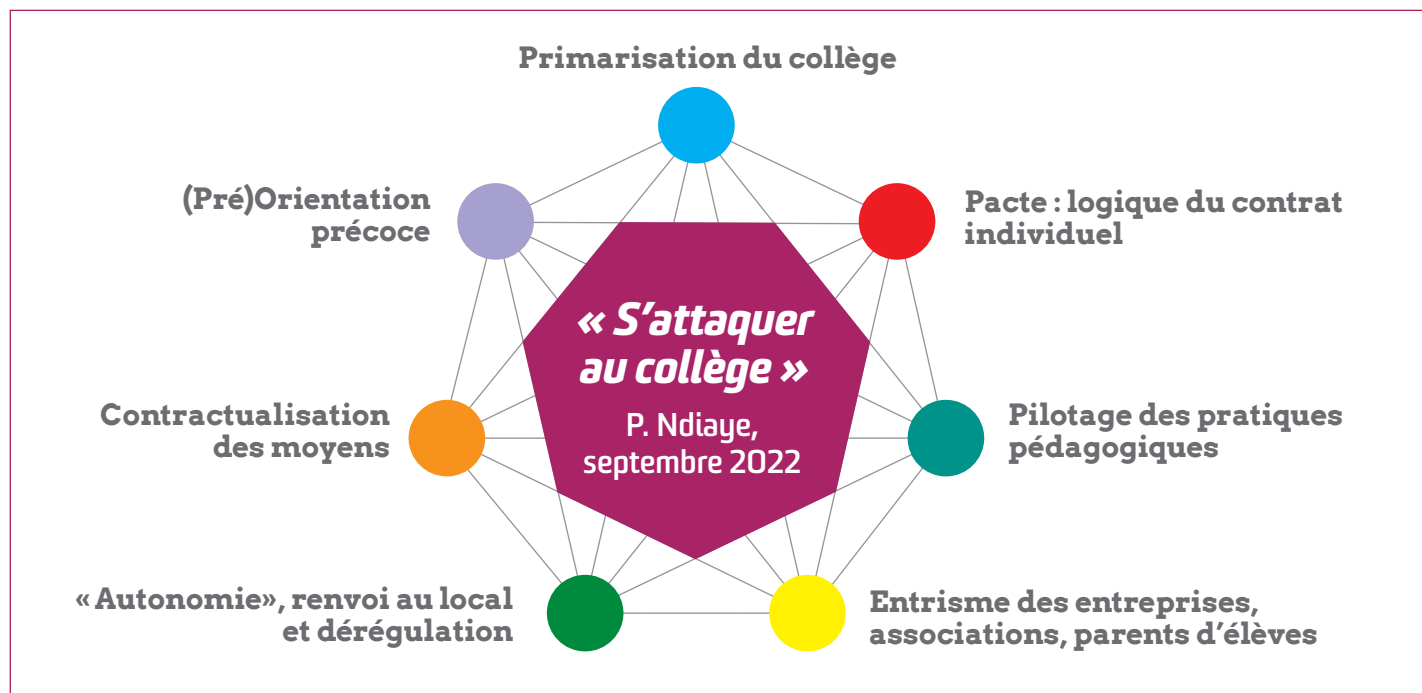 Primarisation du collège
(Pré)Orientation
précoce
Pacte : logique du contrat
individuel
« S’attaquer
au collège »
P. Ndiaye,
septembre 2022
Contractualisation
des moyens
Pilotage des pratiques
pédagogiques
« Autonomie», renvoi au local
et dérégulation
Entrisme des entreprises,
associations, parents d’élèves